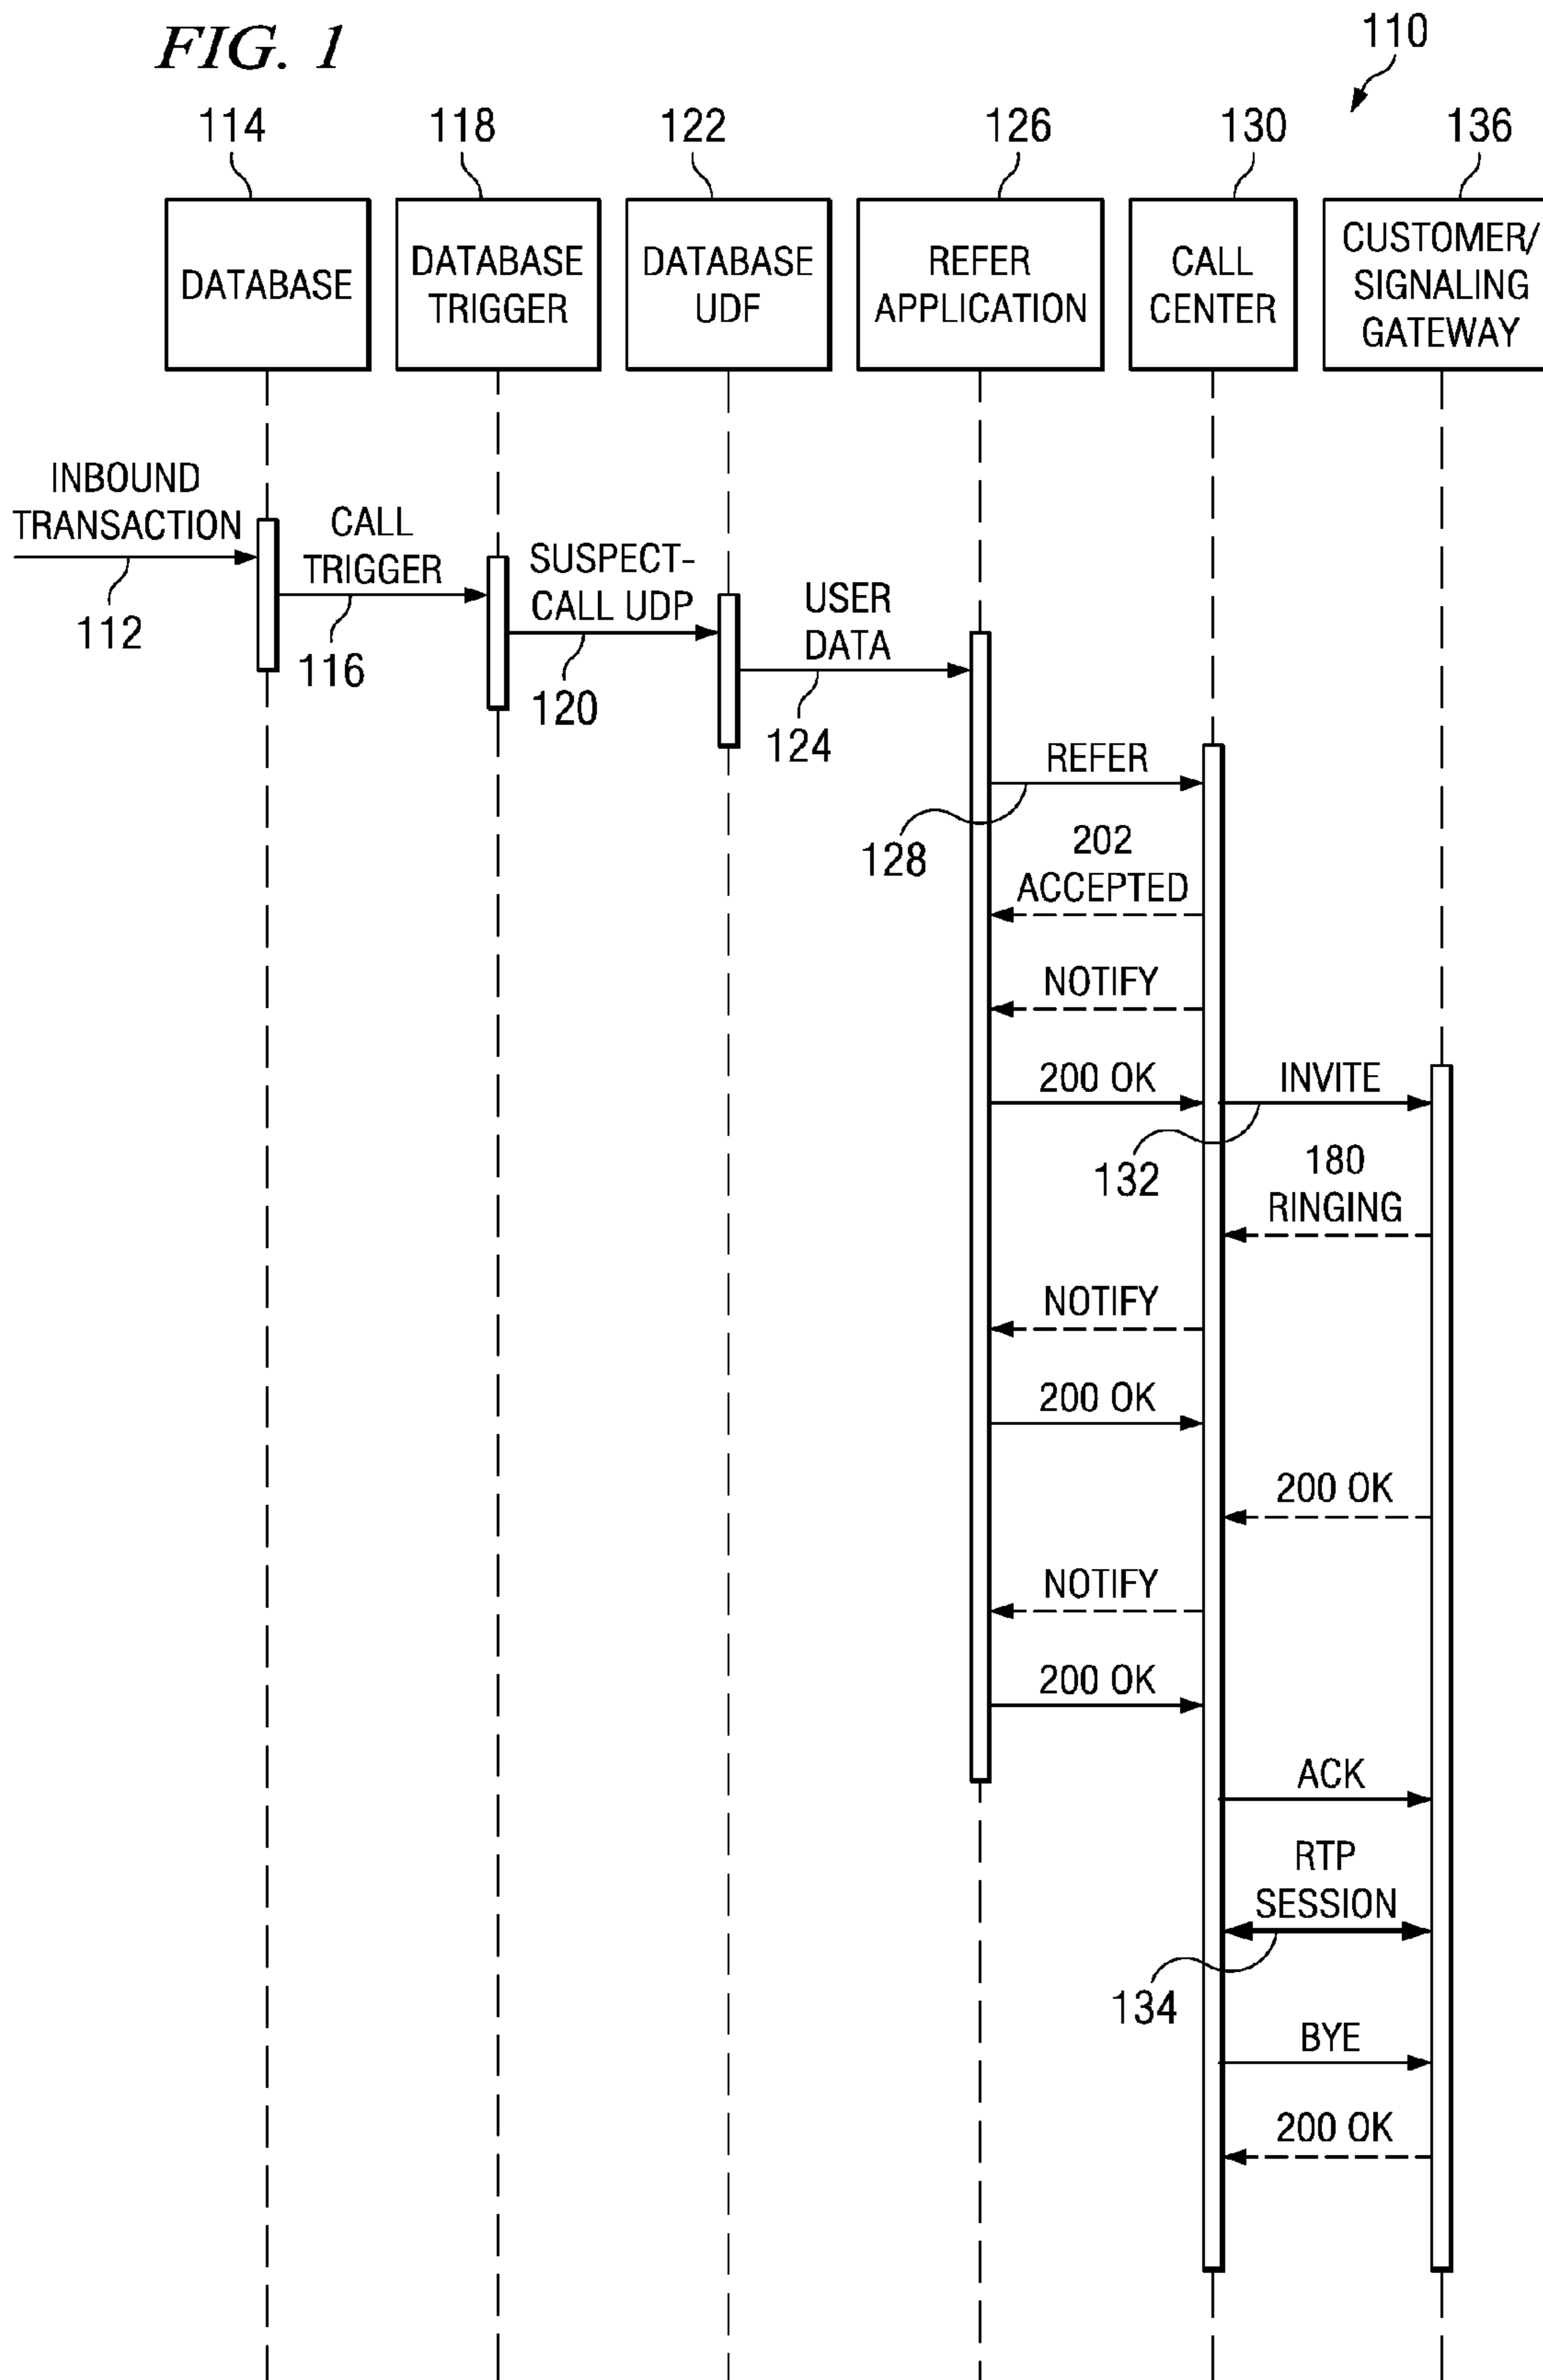 FIG. 1
110
114
118
122
126
130
136
DATABASE
DATABASE
TRIGGER
DATABASE
UDF
REFER
APPLICATION
CALL
CENTER
CUSTOMER/
SIGNALING
GATEWAY
INBOUND
TRANSACTION
112
CALL
TRIGGER
116
SUSPECT-
CALL UDP
120
USER
DATA
124
REFER
128
202
ACCEPTED
NOTIFY
200 OK
INVITE
132
180
RINGING
NOTIFY
200 OK
200 OK
NOTIFY
200 OK
ACK
RTP
SESSION
134
BYE
200 OK